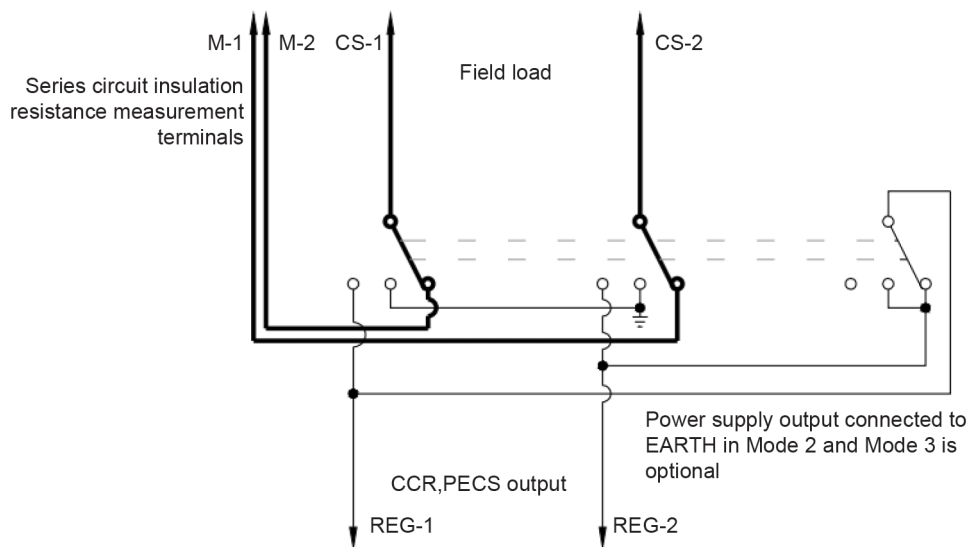 M-1
M-2
CS-1
CS-2
Field load
Series circuit insulation
resistance measurement
terminals
Power supply output connected to
EARTH in Mode 2 and Mode 3 is
optional
CCR,PECS output
REG-1
REG-2